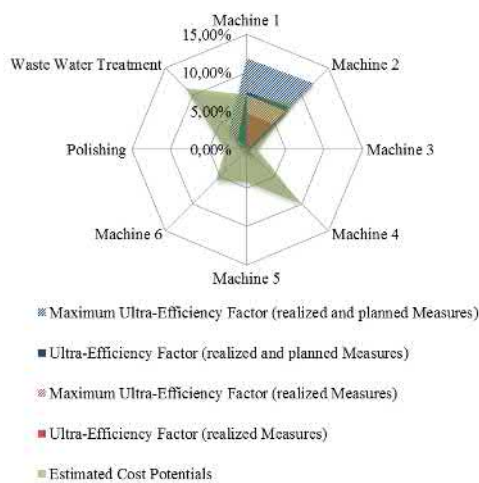 Machine 1
15,00%
Waste Water Treatment
10,00%
Machine 2
5,00%
Polishing
0,00%
Machine 3
Machine 6
Machine 4
Machine 5
Maximum Ultra-Efficiency Factor (realized and planned Measures)
Ultra-Efficiency Factor (realized and planned Measures)
Maximum Ultra-Efficiency Factor (realized Measures)
Ultra-Efficiency Factor (realized Measures)
Estimated Cost Potentials